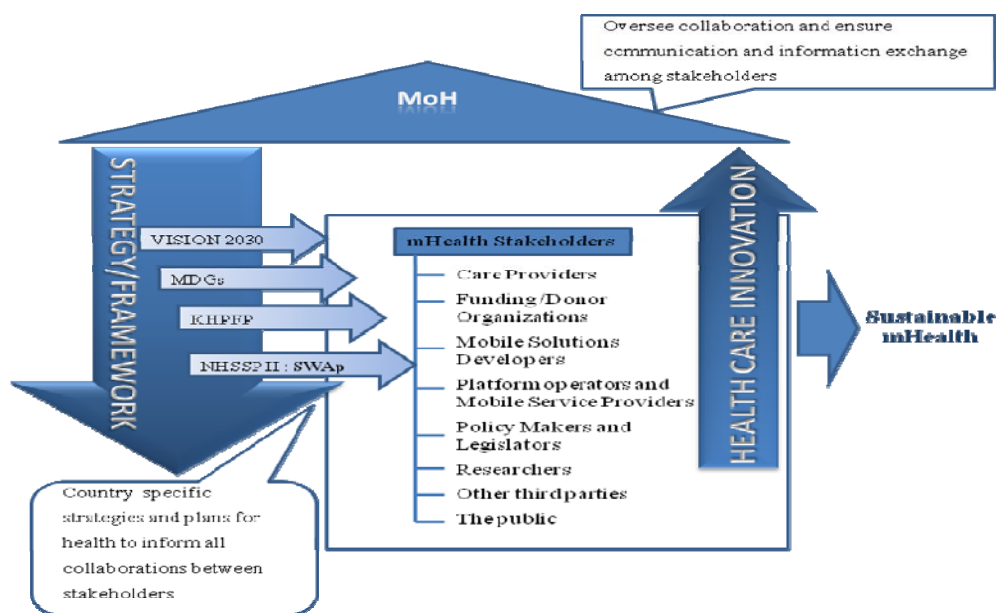 Oversee collaboration and ensure
communication and information exchange
among stakeholders
MoH
STRATEGY/FRAMEWORK
VISION 2030
MDGs
KHPFP
NHSSP II : SWAp
mHealth Stakeholders
Care Providers
Funding/Donor
Organizations
Mobile Solutions
Developers
Platform operators and
Mobile Service Providers
Policy Makers and
Legislators
Researchers
Other third parties
The public
HEALTH CARE INNOVATION
Sustainable
mHealth
Country specific
strategies and plans for
health to inform all
collaborations between
stakeholders